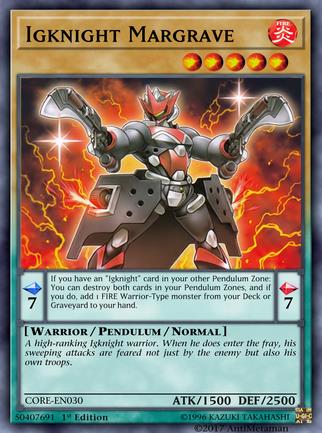 Igknight Margrave
FIRE
炎
If you have an "Igknight" card in your other Pendulum Zone:
You can destroy both cards in your Pendulum Zones, and if
you do, add 1 FIRE Warrior-Type monster from your Deck or
Graveyard to your hand.
7
7
[Warrior / Pendulum / Normal]
A high-ranking Igknight warrior. When he does enter the fray, his
sweeping attacks are feared not just by the enemy but also his
own troops.
CORE-EN030
ATK/1500 DEF/2500
50407691
1st Edition
©1996 KAZUKI TAKAHASHI
©2017 AntiMetaman